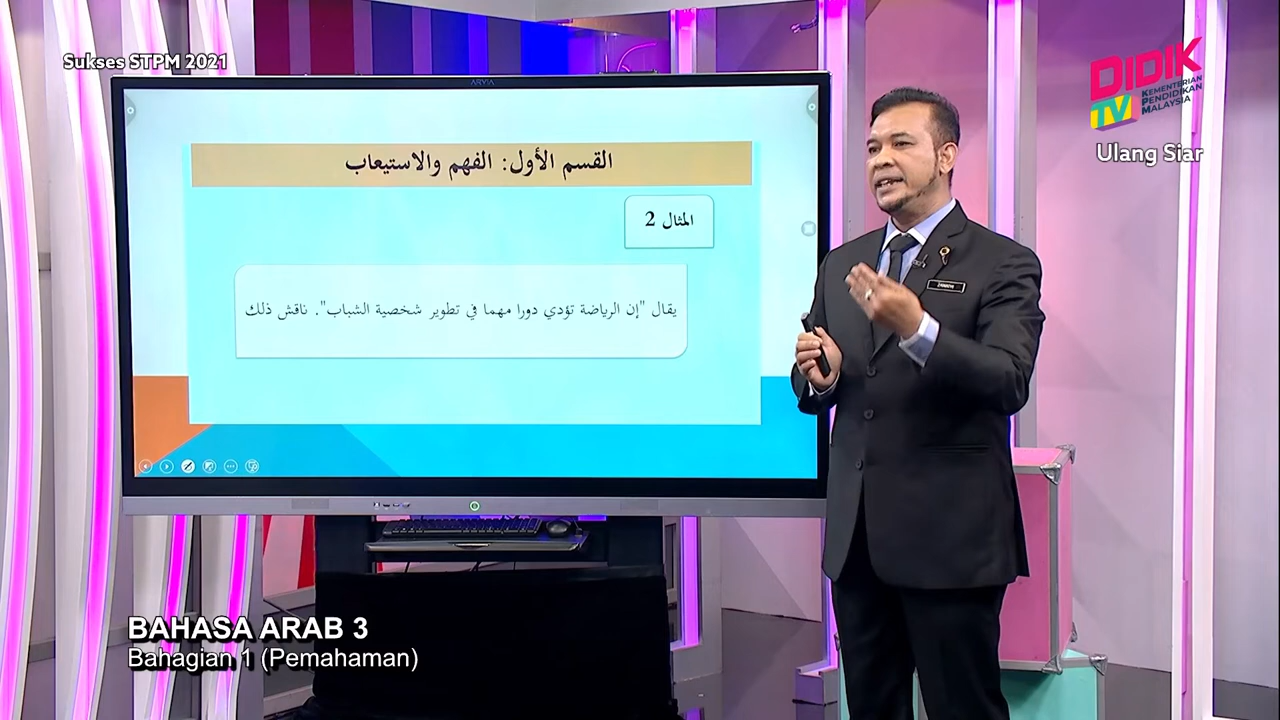 Sukses STPM 2021
DIDIK
TV
KEMENTERIAN
PENDIDIKAN
MALAYSIA
Ulang Siar
القسم الأول: الفهم والاستيعاب
المثال 2
يقال "إن الرياضة تؤدي دورا مهما في تطوير شخصية الشباب". ناقش ذلك
BAHASA ARAB 3
Bahagian 1 (Pemahaman)